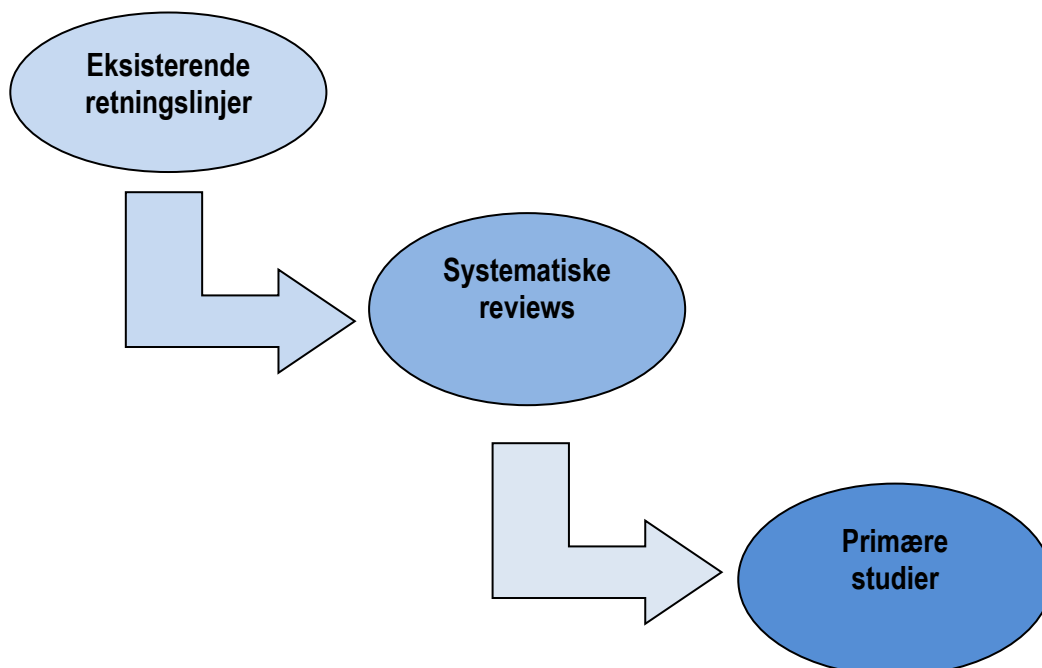 Eksisterende
retningslinjer
Systematiske
reviews
Primære
studier